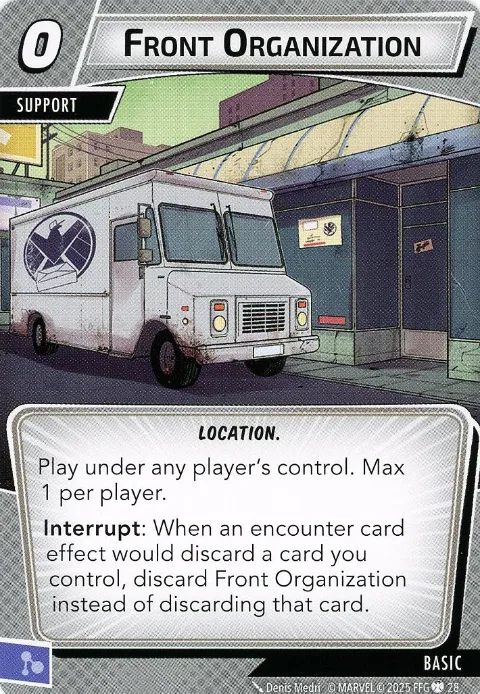 0
FRONT ORGANIZATION
SUPPORT
LOCATION.
Play under any player's control. Max
1 per player.
Interrupt: When an encounter card
effect would discard a card you
control, discard Front Organization
instead of discarding that card.
BASIC
Denis Medri © MARVEL © 2025 FFG 28